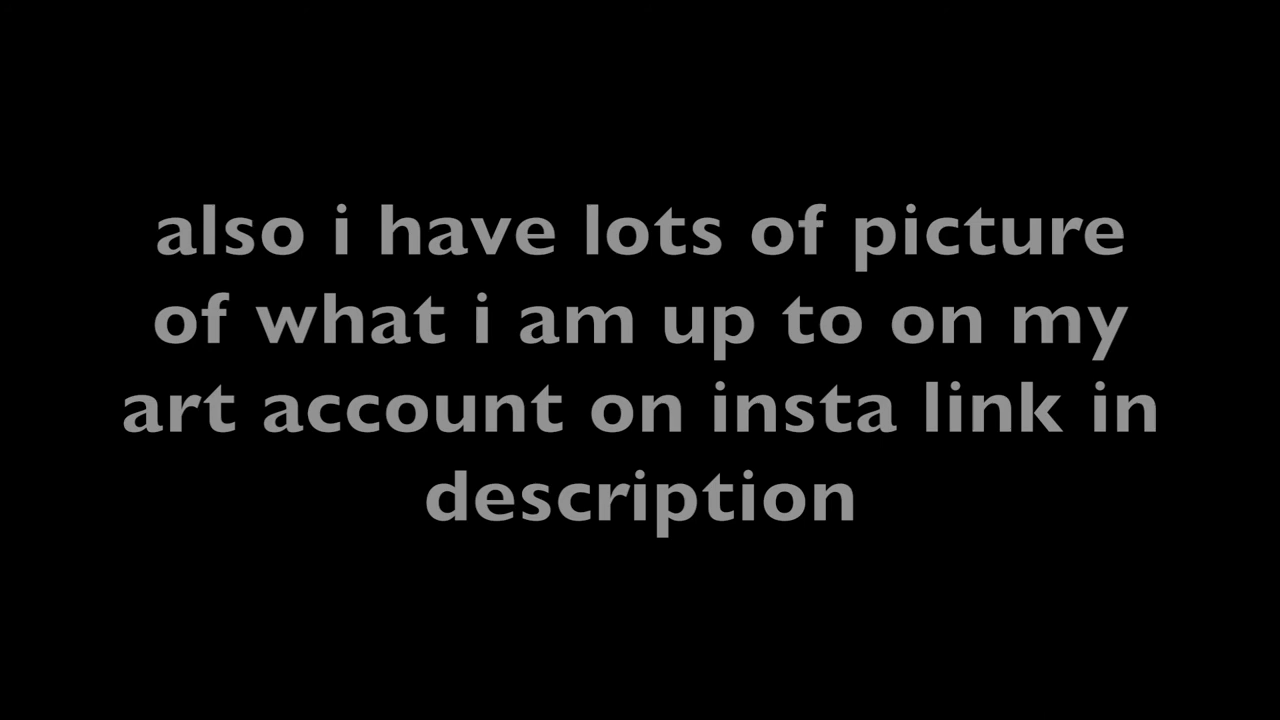 also i have lots of picture
of what i am up to on my
art account on insta link in
description